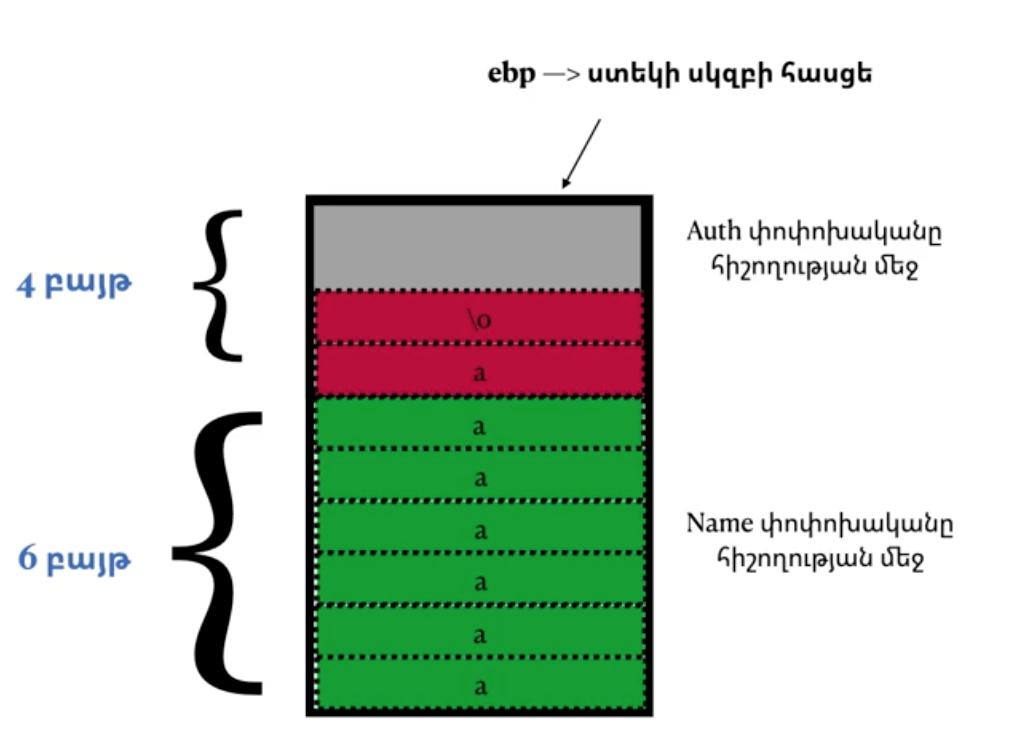 ebp —> ստեկի սկզբի հասցե
Auth փոփոխականը
հիշողության մեջ
4 բայթ
\0
a
a
a
a
a
a
a
6 բայթ
Name փոփոխականը
հիշողության մեջ